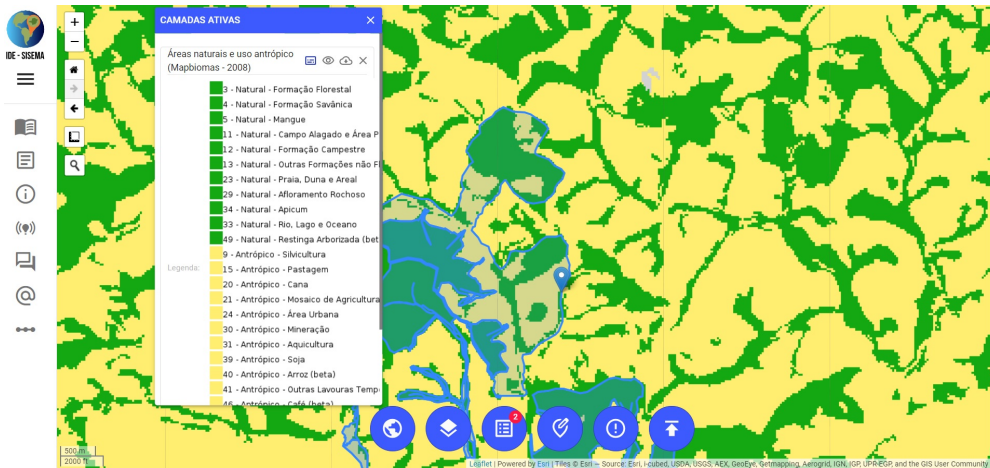 IDE - SISEMA
+
−
CAMADAS ATIVAS
Áreas naturais e uso antrópico
(Mapbiomas - 2008)
Legenda:
3 - Natural - Formação Florestal
4 - Natural - Formação Savânica
5 - Natural - Mangue
11 - Natural - Campo Alagado e Área P
12 - Natural - Formação Campestre
13 - Natural - Outras Formações não Fl
23 - Natural - Praia, Duna e Areal
29 - Natural - Afloramento Rochoso
34 - Natural - Apicum
33 - Natural - Rio, Lago e Oceano
49 - Natural - Restinga Arborizada (bet
9 - Antrópico - Silvicultura
15 - Antrópico - Pastagem
20 - Antrópico - Cana
21 - Antrópico - Mosaico de Agricultura
24 - Antrópico - Área Urbana
30 - Antrópico - Mineração
31 - Antrópico - Aquicultura
39 - Antrópico - Soja
40 - Antrópico - Arroz (beta)
41 - Antrópico - Outras Lavouras Temp
46 - Antrópico - Café (beta)
2
500 m
2000 ft
Leaflet | Powered by Esri | Tiles © Esri — Source: Esri, i-cubed, USDA, USGS, AEX, GeoEye, Getmapping, Aerogrid, IGN, IGP, UPR-EGP, and the GIS User Community